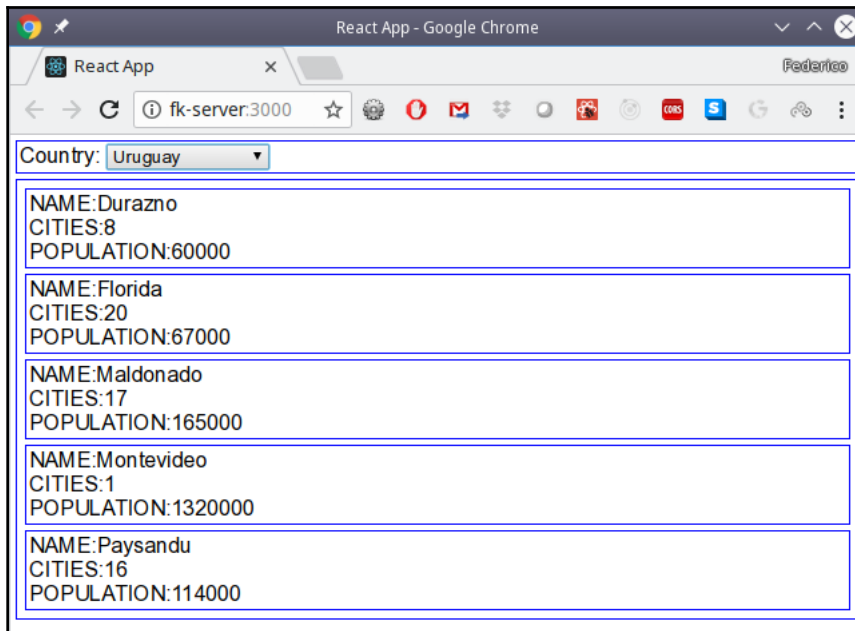 React App - Google Chrome
React App
Federico
fk-server:3000
CORS
S
Country: Uruguay
NAME:Durazno
CITIES:8
POPULATION:60000
NAME:Florida
CITIES:20
POPULATION:67000
NAME:Maldonado
CITIES:17
POPULATION:165000
NAME:Montevideo
CITIES:1
POPULATION:1320000
NAME:Paysandu
CITIES:16
POPULATION:114000